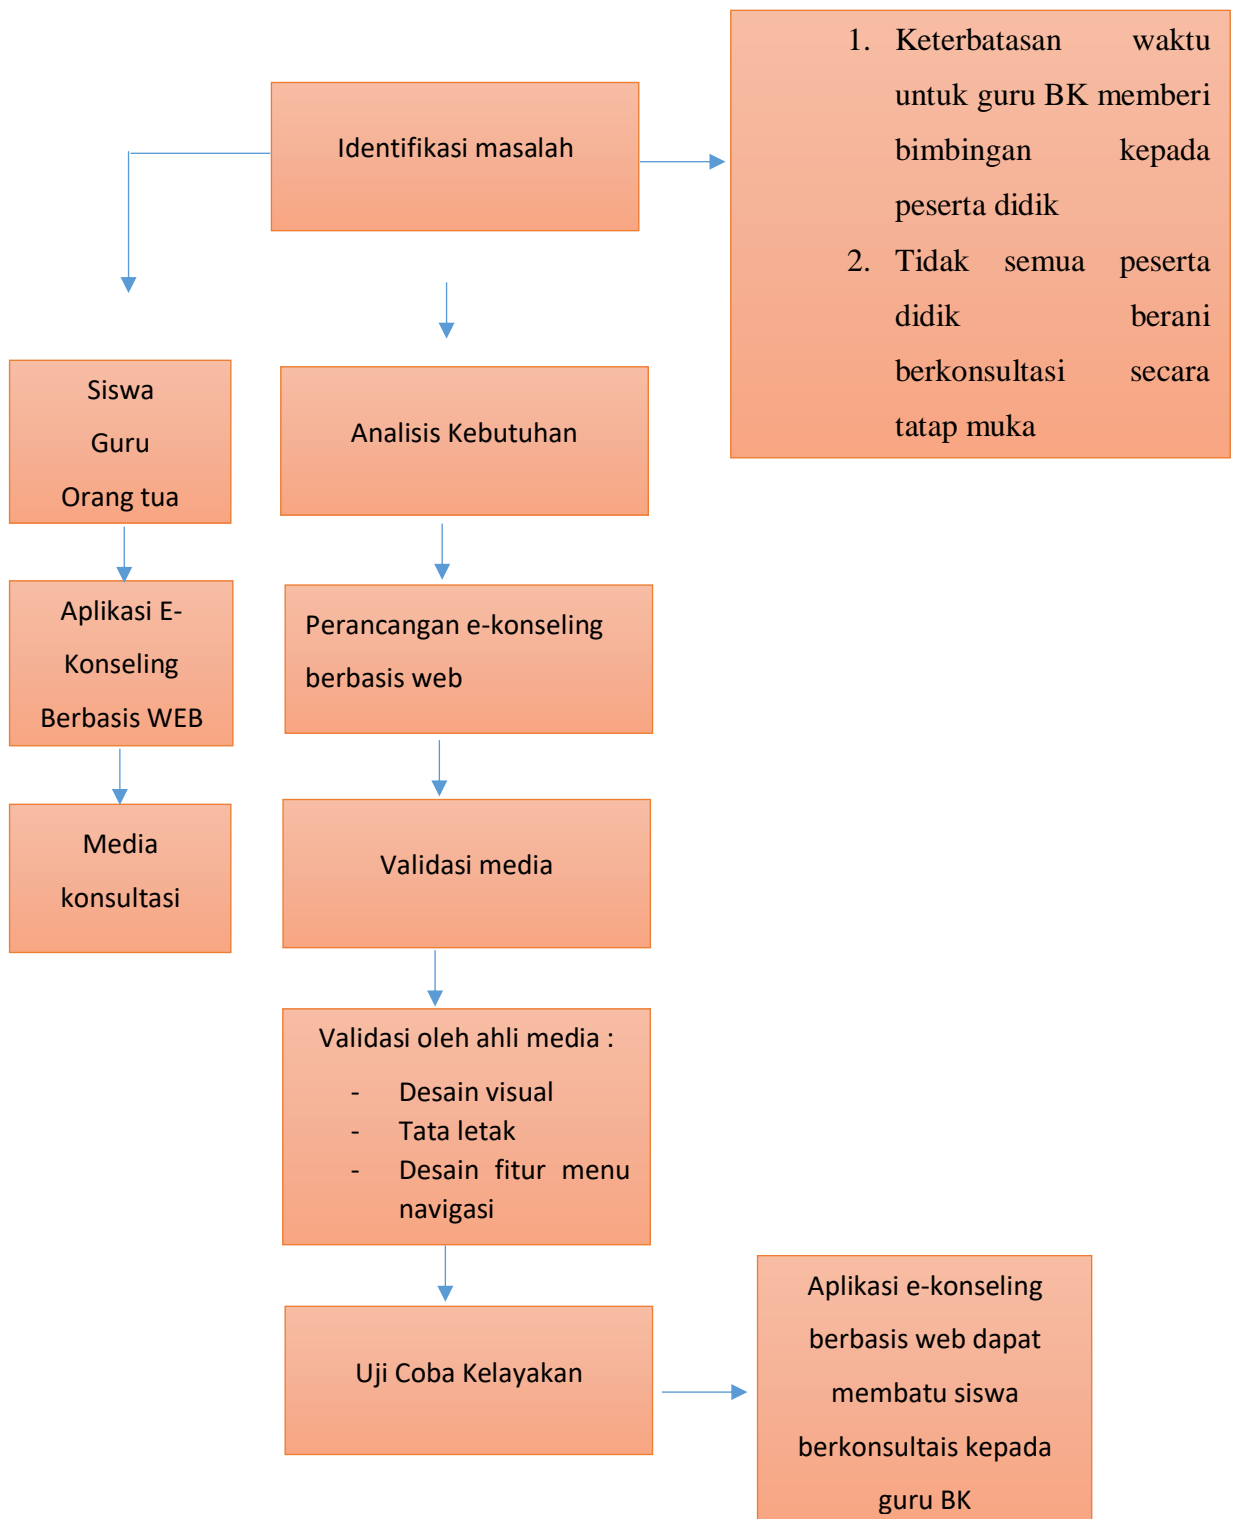 Identifikasi masalah
1. Keterbatasan waktu
untuk guru BK memberi
bimbingan kepada
peserta didik
2. Tidak semua peserta
didik berani
berkonsultasi secara
tatap muka
Siswa
Guru
Orang tua
Analisis Kebutuhan
Aplikasi E-
Konseling
Berbasis WEB
Perancangan e-konseling
berbasis web
Media
konsultasi
Validasi media
Validasi oleh ahli media :
- Desain visual
- Tata letak
- Desain fitur menu
navigasi
Uji Coba Kelayakan
Aplikasi e-konseling
berbasis web dapat
membatu siswa
berkonsultais kepada
guru BK